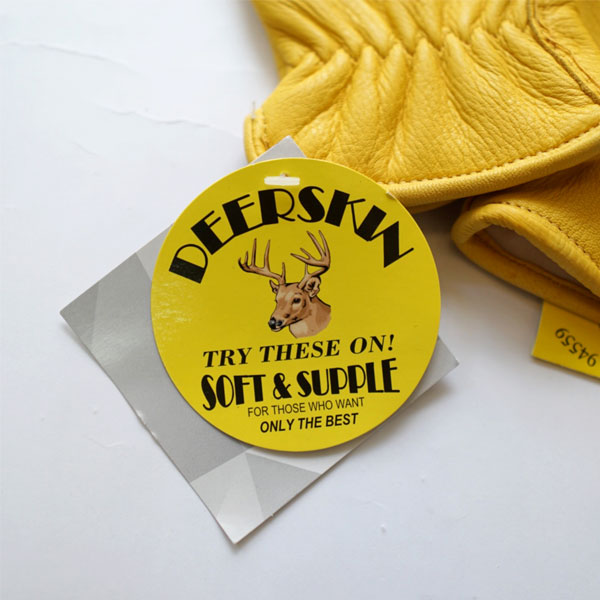 DEERSKIN
TRY THESE ON!
SOFT & SUPPLE
FOR THOSE WHO WANT
ONLY THE BEST
94559